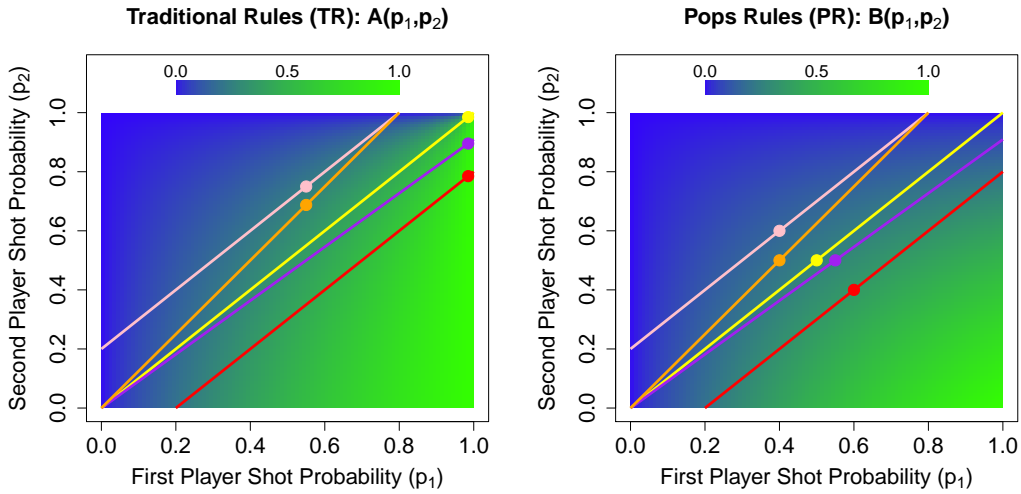 Traditional Rules (TR): A(p₁,p₂)
0.0 0.5 1.0
Second Player Shot Probability (p₂)
1.0
0.8
0.6
0.4
0.2
0.0
0.0 0.2 0.4 0.6 0.8 1.0
First Player Shot Probability (p₁)
Pops Rules (PR): B(p₁,p₂)
0.0 0.5 1.0
Second Player Shot Probability (p₂)
1.0
0.8
0.6
0.4
0.2
0.0
0.0 0.2 0.4 0.6 0.8 1.0
First Player Shot Probability (p₁)